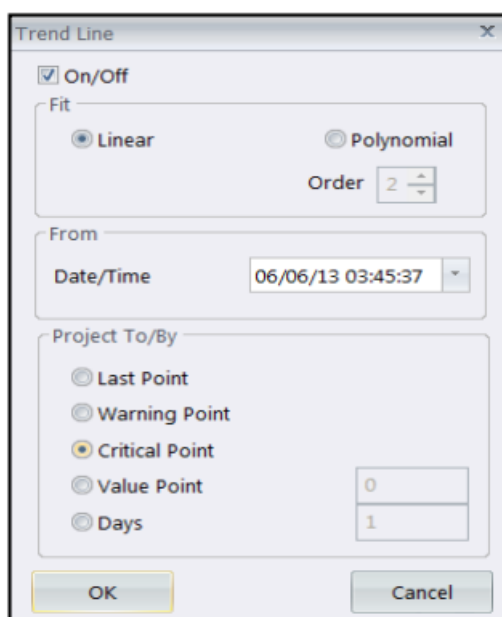 Trend Line
On/Off
Fit
Linear Polynomial
Order 2
From
Date/Time 06/06/13 03:45:37
Project To/By
Last Point
Warning Point
Critical Point
Value Point 0
Days 1
OK Cancel